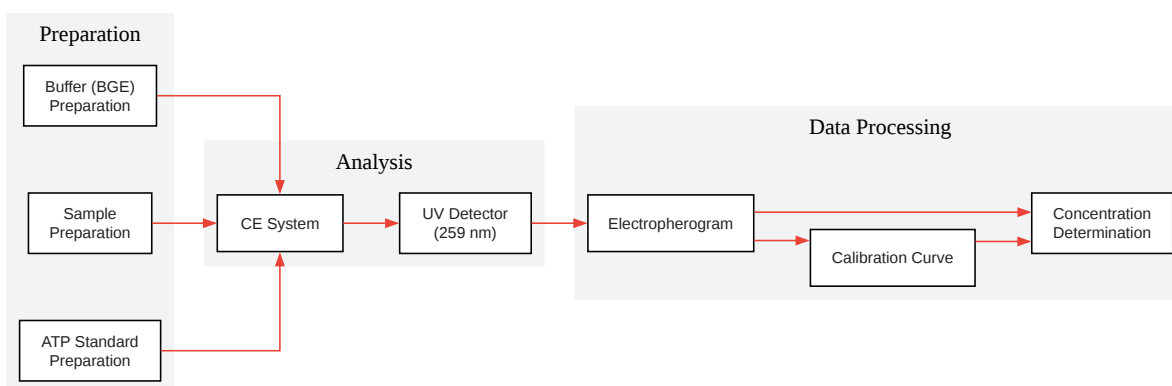 Preparation
Buffer (BGE)
Preparation
Sample
Preparation
ATP Standard
Preparation
Analysis
CE System
UV Detector
(259 nm)
Data Processing
Electropherogram
Calibration Curve
Concentration
Determination